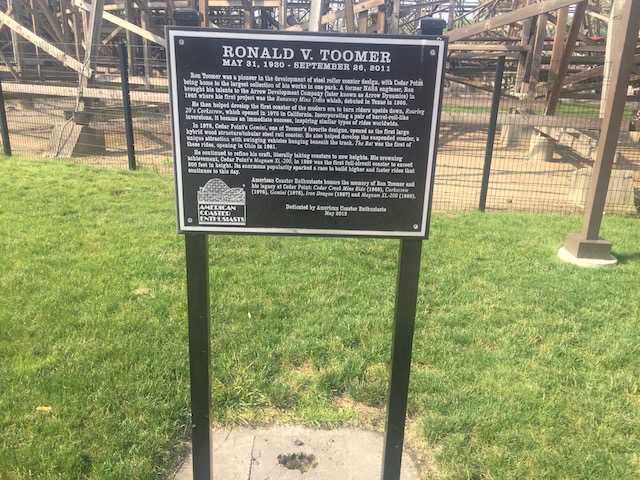 RONALD V. TOOMER
MAY 31, 1930 - SEPTEMBER 26, 2011
Ron Toomer was a pioneer in the development of steel roller coaster design, with Cedar Point
being home to the largest collection of his works in one park. A former NASA engineer, Ron
brought his talents to the Arrow Development Company (later known as Arrow Dynamics) in
1965 where his first project was the Runaway Mine Train which, debuted in Texas in 1966.
He then helped develop the first coaster of the modern era to turn riders upside down, Roaring
20's Corkscrew, which opened in 1975 in California. Incorporating a pair of barrel-roll-like
inversions, it became an immediate success, inspiring similar types of rides worldwide.
In 1978, Cedar Point's Gemini, one of Toomer's favorite designs, opened as the first large
hybrid wood structure/tubular steel rail coaster. He also helped develop the suspended coaster, a
unique attraction with swinging vehicles hanging beneath the track. The Bat was the first of
these rides, opening in Ohio in 1981.
He continued to refine his craft, literally taking coasters to new heights. His crowning
achievement, Cedar Point's Magnum XL-200, in 1989 was the first full-circuit coaster to exceed
200 feet in height. Its enormous popularity sparked a race to build higher and faster rides that
continues to this day.
American Coaster Enthusiasts honors the memory of Ron Toomer and
his legacy at Cedar Point: Cedar Creek Mine Ride (1969), Corkscrew
(1976), Gemini (1978), Iron Dragon (1987) and Magnum XL-200 (1989).
Dedicated by American Coaster Enthusiasts
May 2013
AMERICAN
COASTER
ENTHUSIASTS